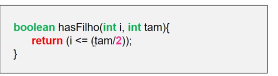 boolean hasFilho(int i, int tam){
return (i <= (tam/2));
}